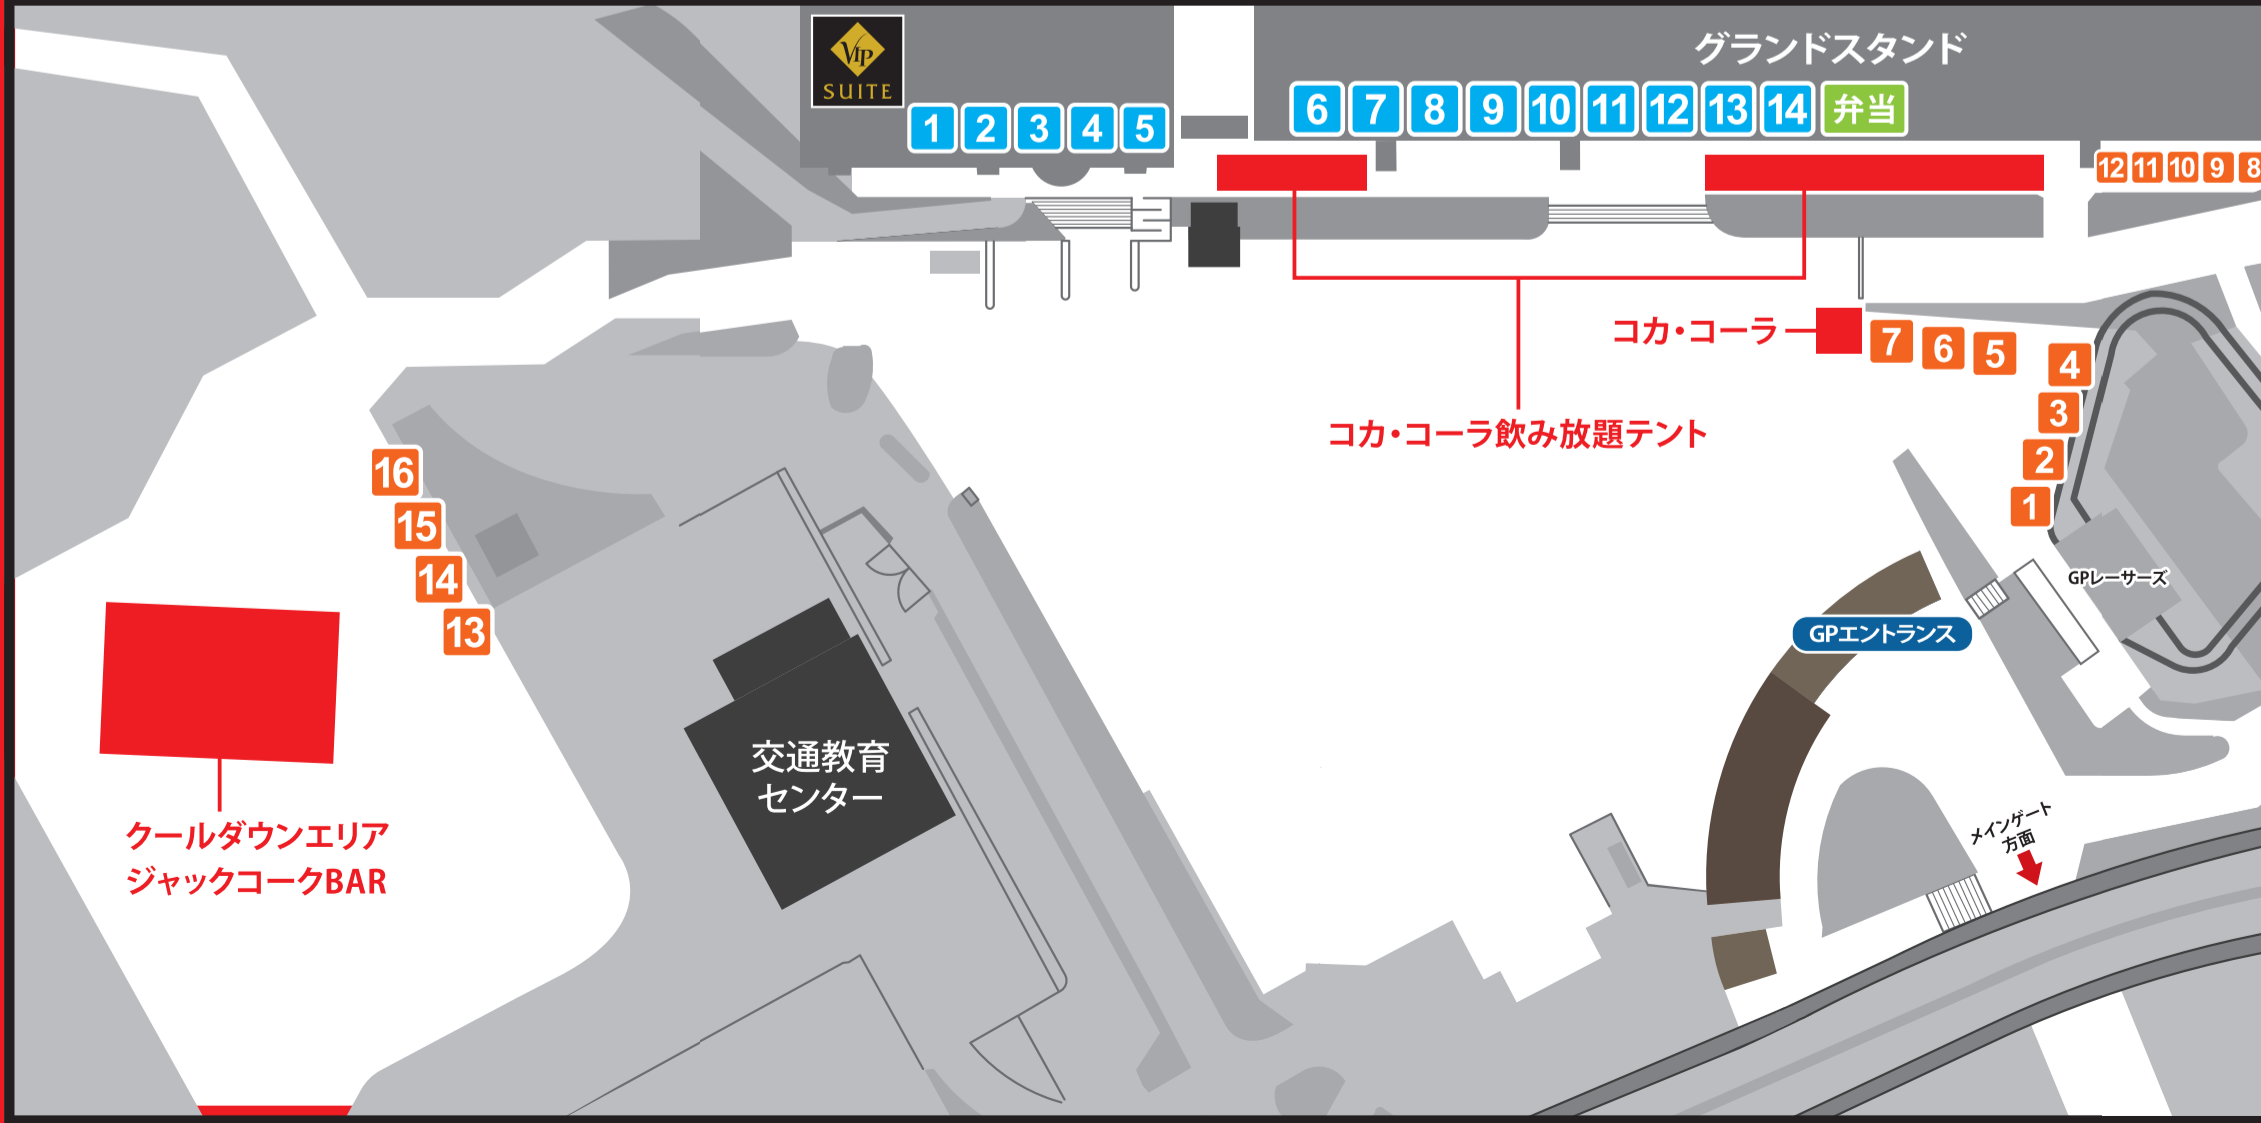 VIP
SUITE
グランドスタンド
1 2 3 4 5
6 7 8 9 10 11 12 13 14 弁当
12 11 10 9 8
コカ・コーラ
7 6 5
4
3
2
1
コカ・コーラ飲み放題テント
16
15
14
13
GPレーサーズ
GPエントランス
交通教育
センター
クールダウンエリア
ジャックコークBAR
メインゲート
方面